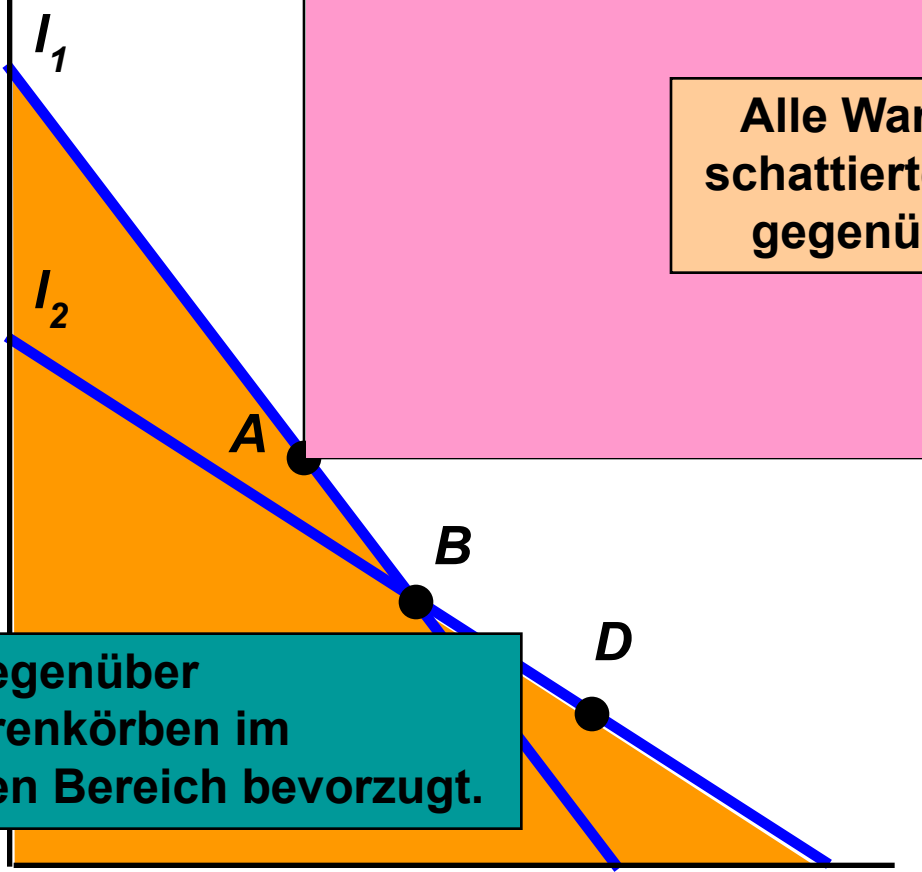 I1
Alle War
schattiert
gegenü
I2
A
B
D
egenüber
renkörben im
en Bereich bevorzugt.